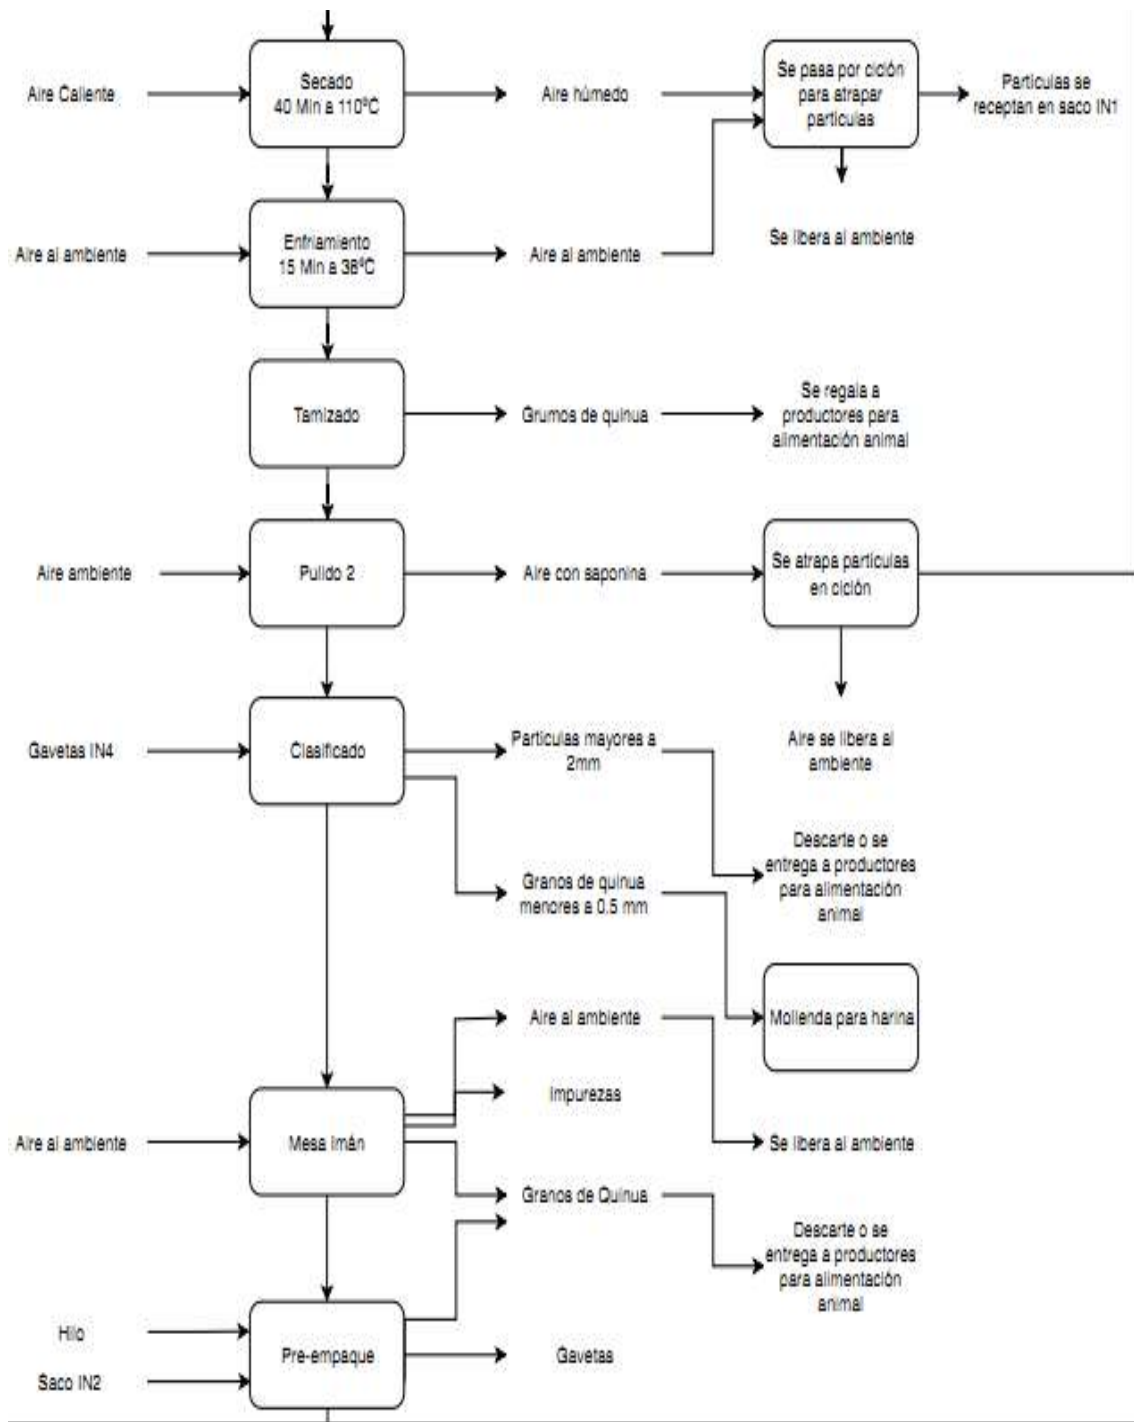 Aire Caliente
Secado
40 Min a 110ºC
Aire húmedo
Se pasa por ciclón
para atrapar
partículas
Partículas se
receptan en saco IN1
Se libera al ambiente
Aire al ambiente
Enfriamiento
15 Min a 38ºC
Aire al ambiente
Tamizado
Grumos de quinua
Se regala a
productores para
alimentación animal
Aire ambiente
Pulido 2
Aire con saponina
Se atrapa partículas
en ciclón
Aire se libera al
ambiente
Gavetas IN4
Clasificado
Partículas mayores a
2mm
Descarte o se
entrega a productores
para alimentación
animal
Granos de quinua
menores a 0.5 mm
Mollenda para harina
Aire al ambiente
Impurezas
Aire al ambiente
Mesa Imán
Se libera al ambiente
Granos de Quinua
Descarte o se
entrega a productores
para alimentación
animal
Hilo
Saco IN2
Pre-empaque
Gavetas